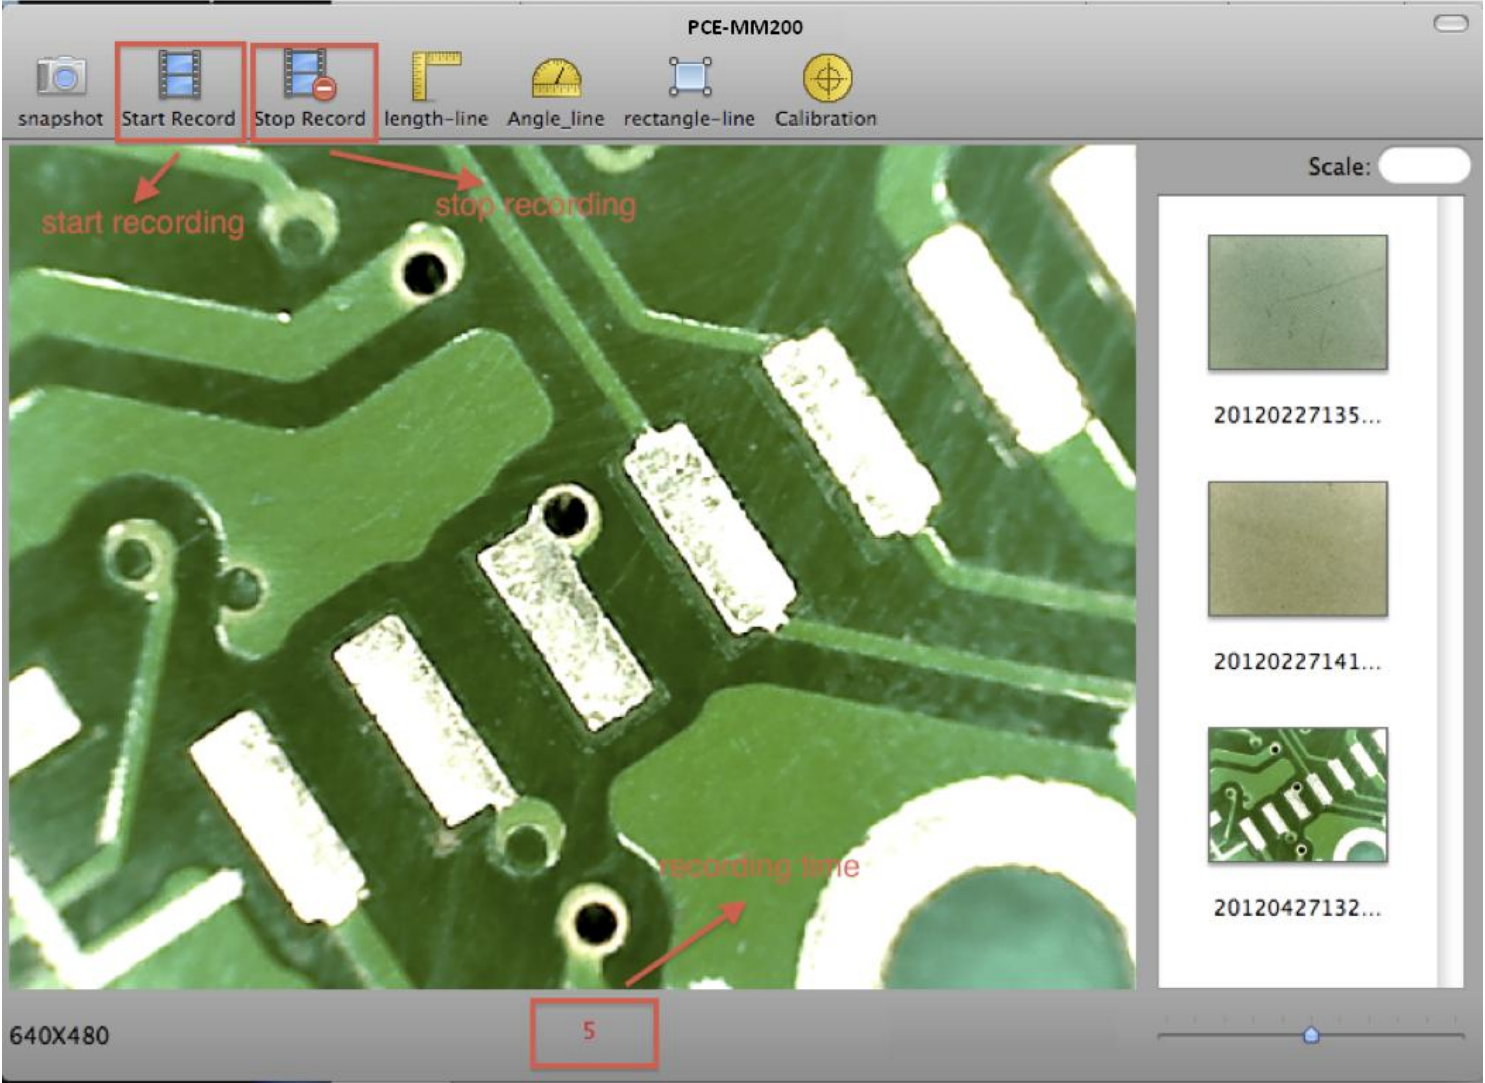 PCE-MM200
snapshot Start Record Stop Record length-line Angle_line rectangle-line Calibration
Scale:
start recording
stop recording
20120227135...
20120227141...
recording time
20120427132...
640X480
5